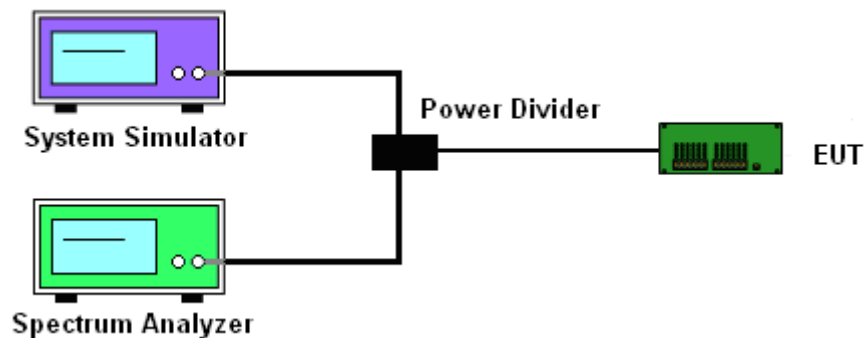 Power Divider
System Simulator
EUT
Spectrum Analyzer